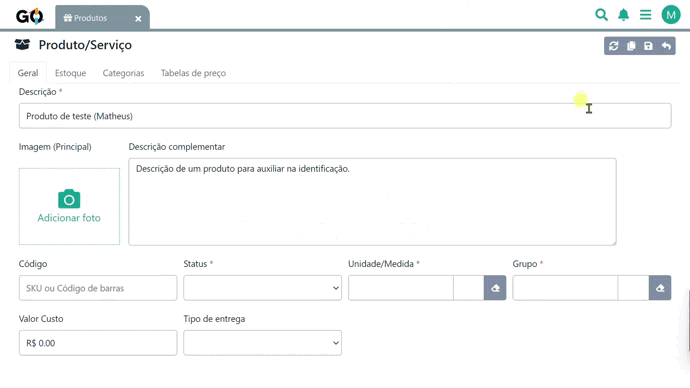 GO
Produtos
M
Produto/Serviço
Geral Estoque Categorias Tabelas de preço
Descrição *
Produto de teste (Matheus)
Imagem (Principal) Descrição complementar
Descrição de um produto para auxiliar na identificação.
Adicionar foto
Código Status * Unidade/Medida * Grupo *
SKU ou Código de barras
Valor Custo Tipo de entrega
R$ 0.00